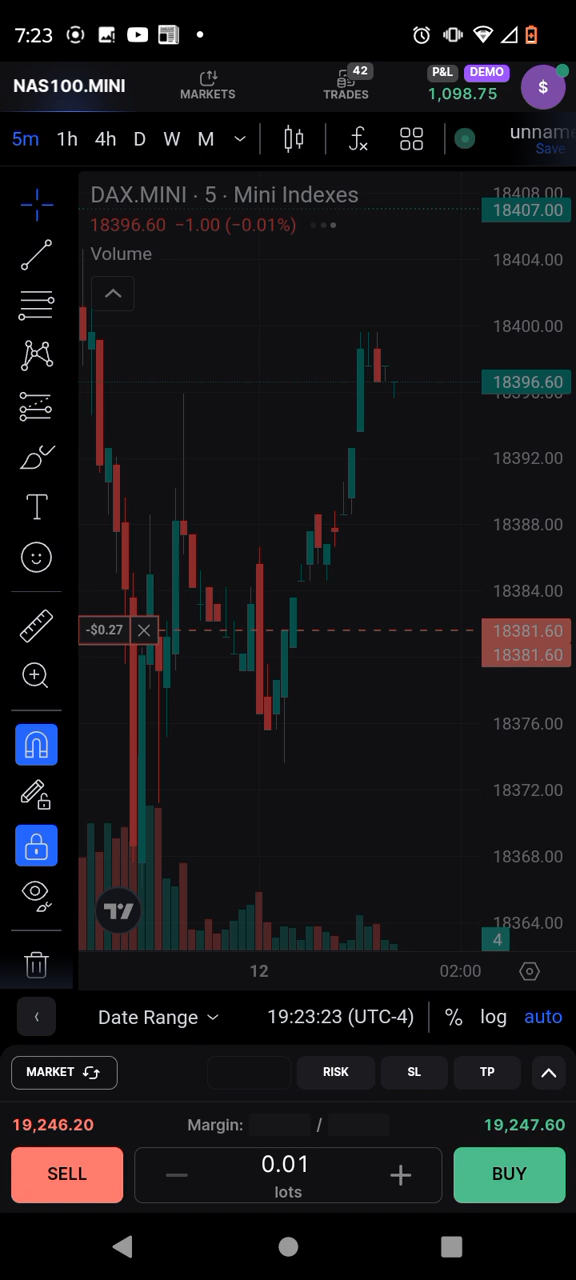 7:23
NAS100.MINI
MARKETS
42
TRADES
P&L DEMO
1,098.75
$
5m 1h 4h D W M
unnam
Save
DAX.MINI · 5 · Mini Indexes
18396.60 −1.00 (−0.01%)
Volume
18408.00
18407.00
18404.00
18400.00
18396.60
18396.00
18392.00
18388.00
18384.00
-$0.27
18381.60
18381.60
18376.00
18372.00
18368.00
18364.00
4
12 02:00
Date Range 19:23:23 (UTC-4) % log auto
MARKET RISK SL TP
19,246.20 Margin: / 19,247.60
SELL 0.01 BUY
lots